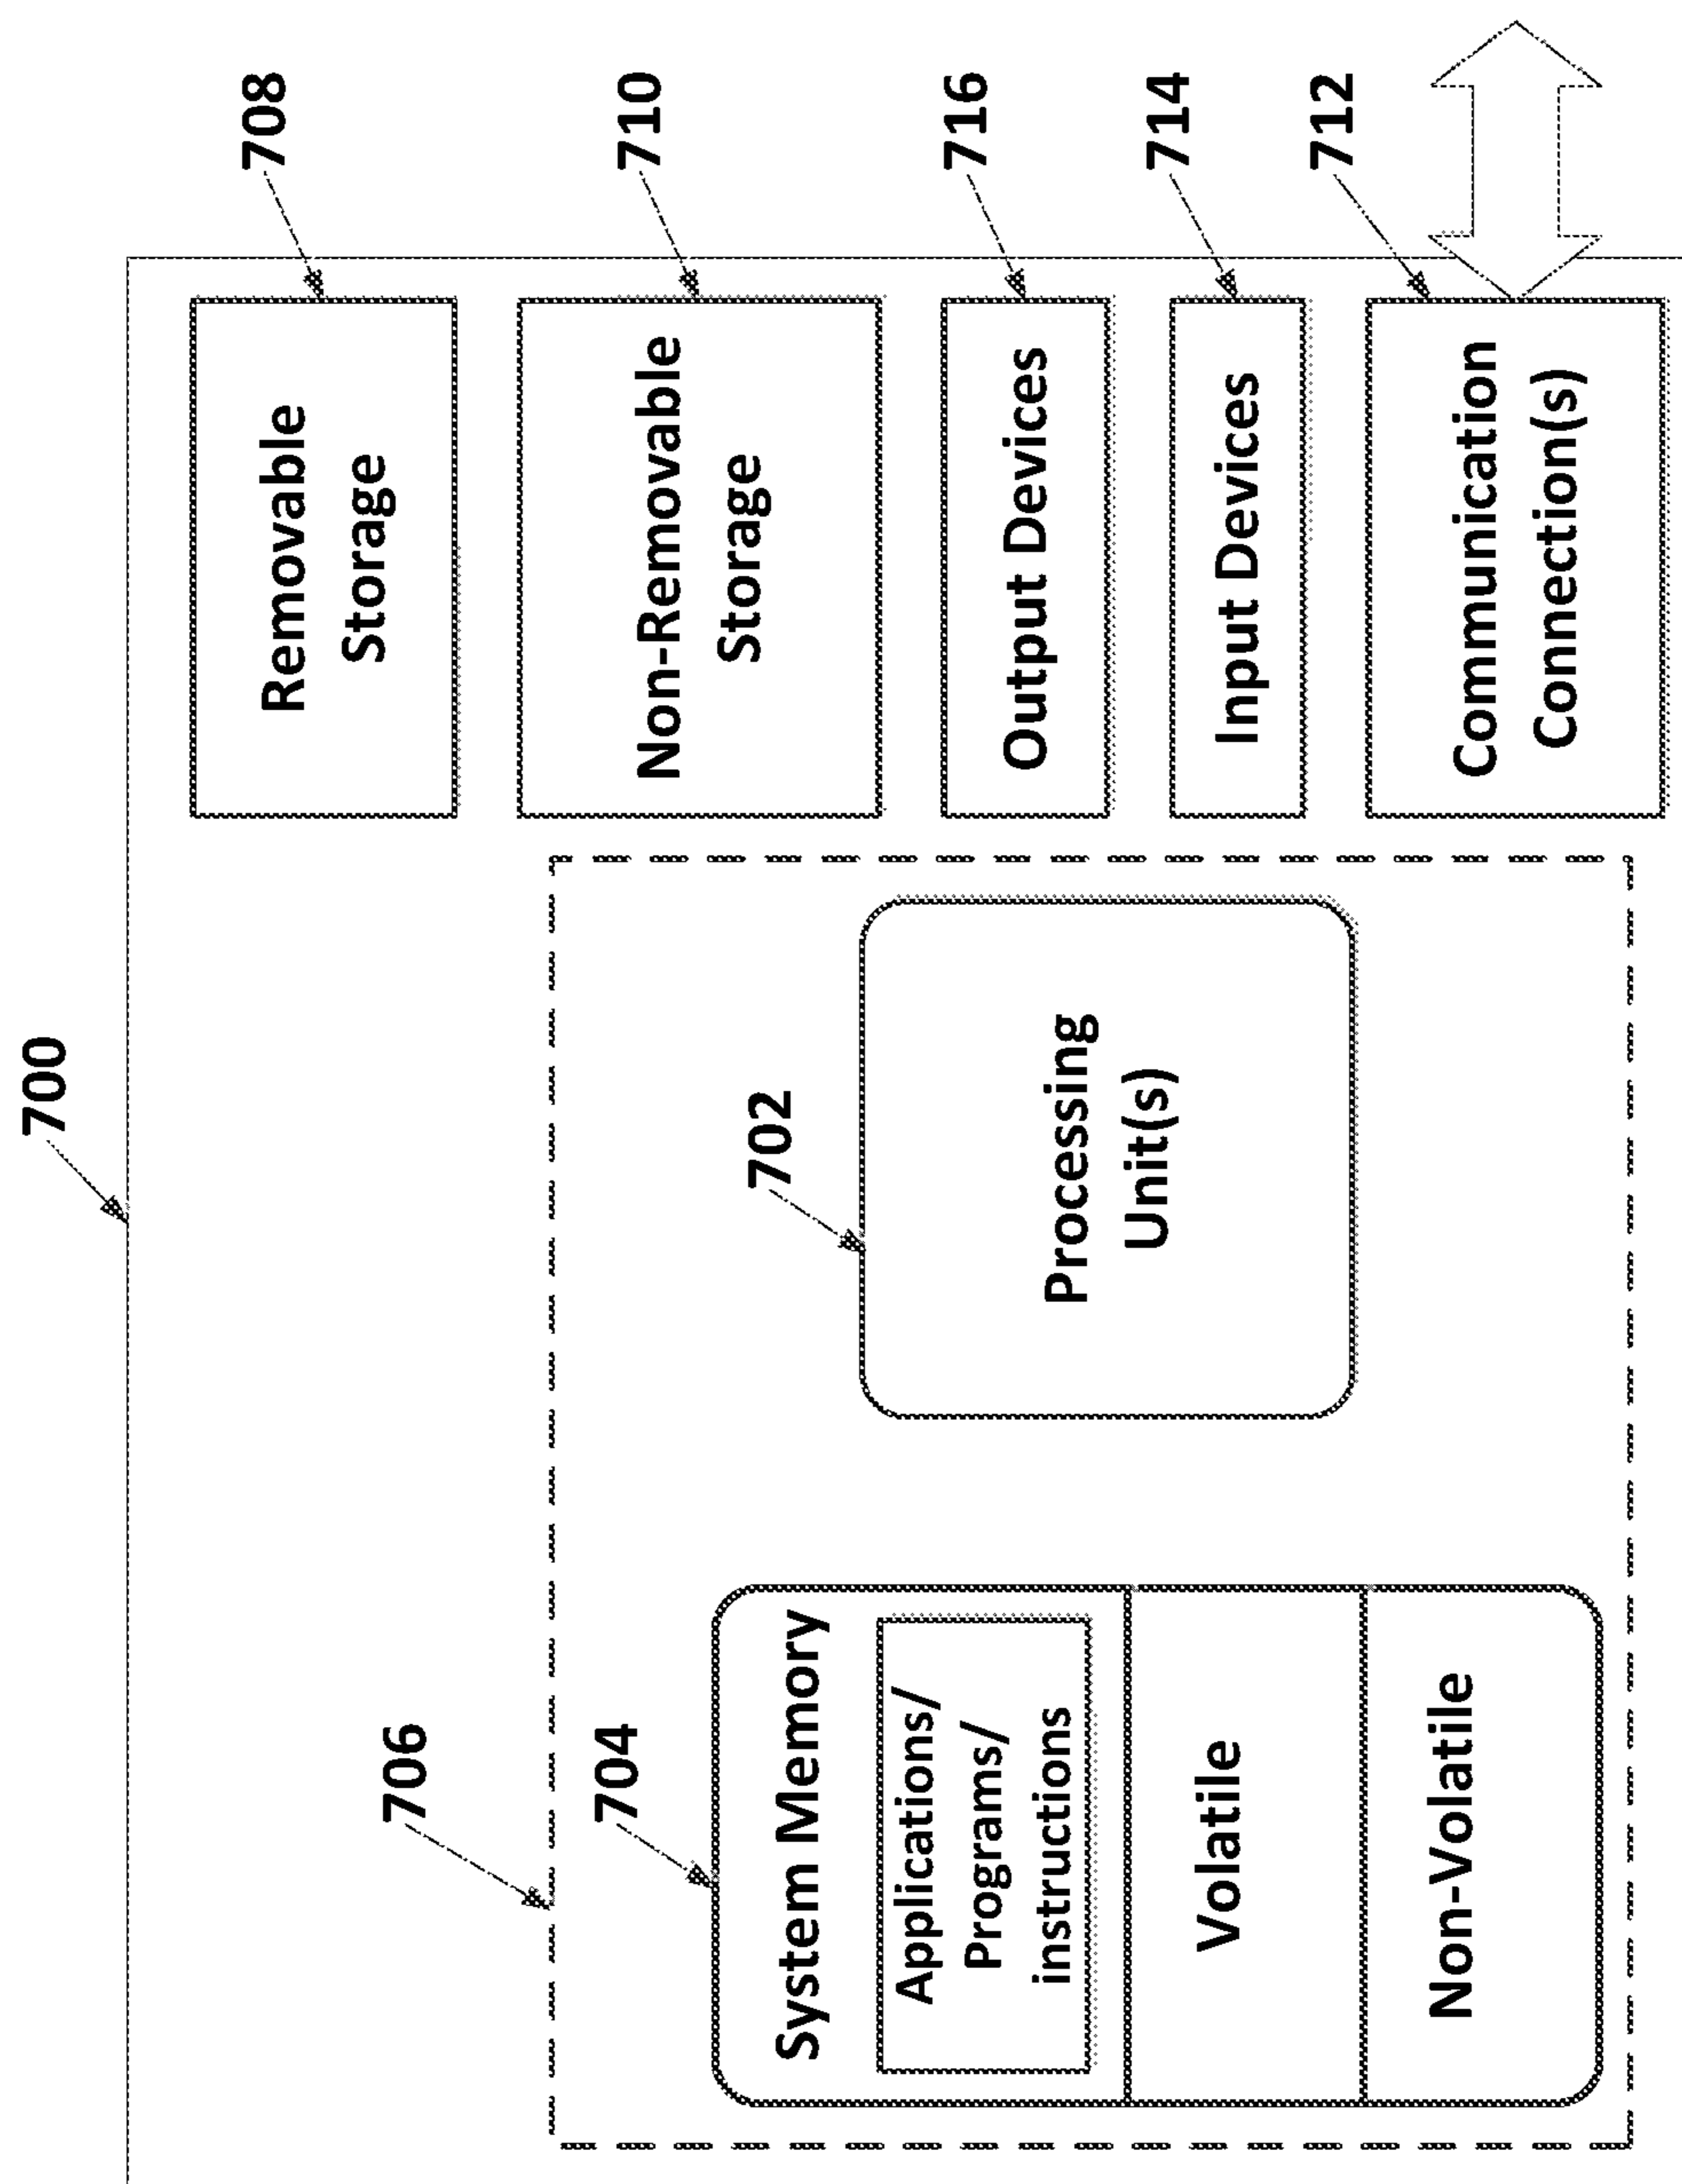 700
706
704
System Memory
Applications/
Programs/
instructions
Volatile
Non-Volatile
702
Processing
Unit(s)
Removable
Storage
708
Non-Removable
Storage
710
Output Devices
716
Input Devices
714
Communication
Connection(s)
712